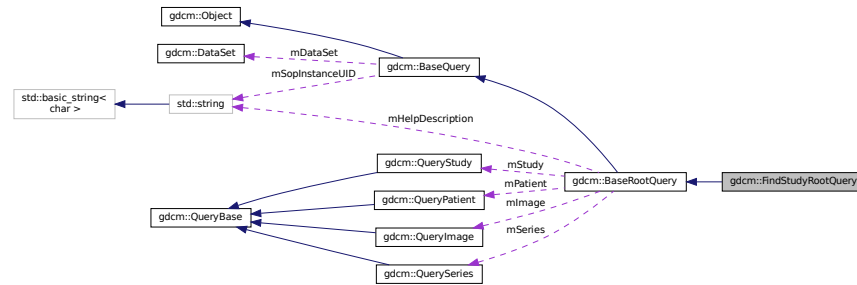 gdcm::Object
gdcm::DataSet
mDataSet
gdcm::BaseQuery
mSopInstanceUID
std::basic_string<
char >
std::string
mHelpDescription
gdcm::QueryStudy
mStudy
gdcm::BaseRootQuery
gdcm::FindStudyRootQuery
mPatient
gdcm::QueryPatient
mImage
gdcm::QueryBase
gdcm::QueryImage
mSeries
gdcm::QuerySeries